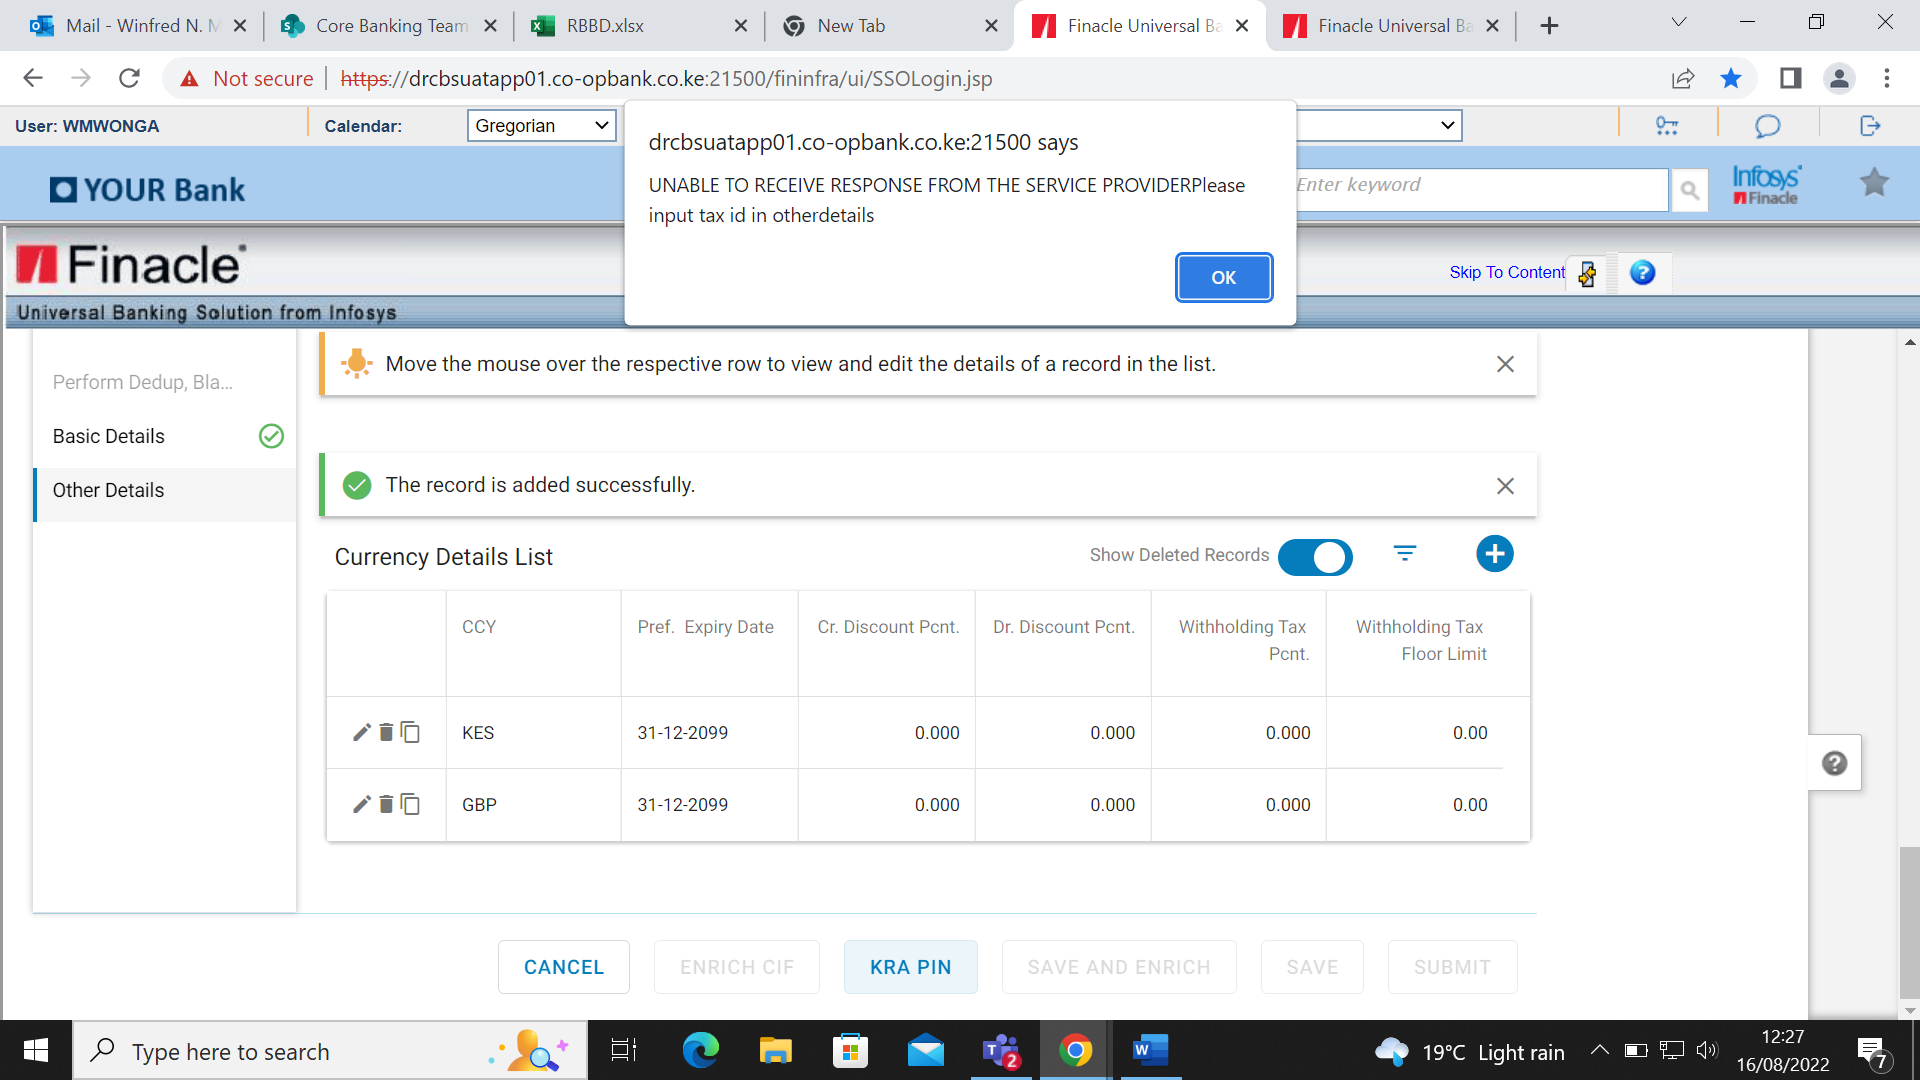 Mail - Winfred N. M
Core Banking Team
RBBD.xlsx
New Tab
Finacle Universal Ba
Finacle Universal Ba
Not secure
https://drcbsuatapp01.co-opbank.co.ke:21500/fininfra/ui/SSOLogin.jsp
User: WMWONGA
Calendar:
Gregorian
drcbsuatapp01.co-opbank.co.ke:21500 says
UNABLE TO RECEIVE RESPONSE FROM THE SERVICE PROVIDERPlease
input tax id in otherdetails
OK
YOUR Bank
Enter keyword
Infosys
Finacle
Finacle
Skip To Content
Universal Banking Solution from Infosys
Perform Dedup, Bla...
Basic Details
Other Details
Move the mouse over the respective row to view and edit the details of a record in the list.
The record is added successfully.
Currency Details List
Show Deleted Records
CCY
Pref. Expiry Date
Cr. Discount Pcnt.
Dr. Discount Pcnt.
Withholding Tax
Pcnt.
Withholding Tax
Floor Limit
KES 31-12-2099 0.000 0.000 0.000 0.00
GBP 31-12-2099 0.000 0.000 0.000 0.00
CANCEL
ENRICH CIF
KRA PIN
SAVE AND ENRICH
SAVE
SUBMIT
Type here to search
2
19°C Light rain
12:27
16/08/2022
7